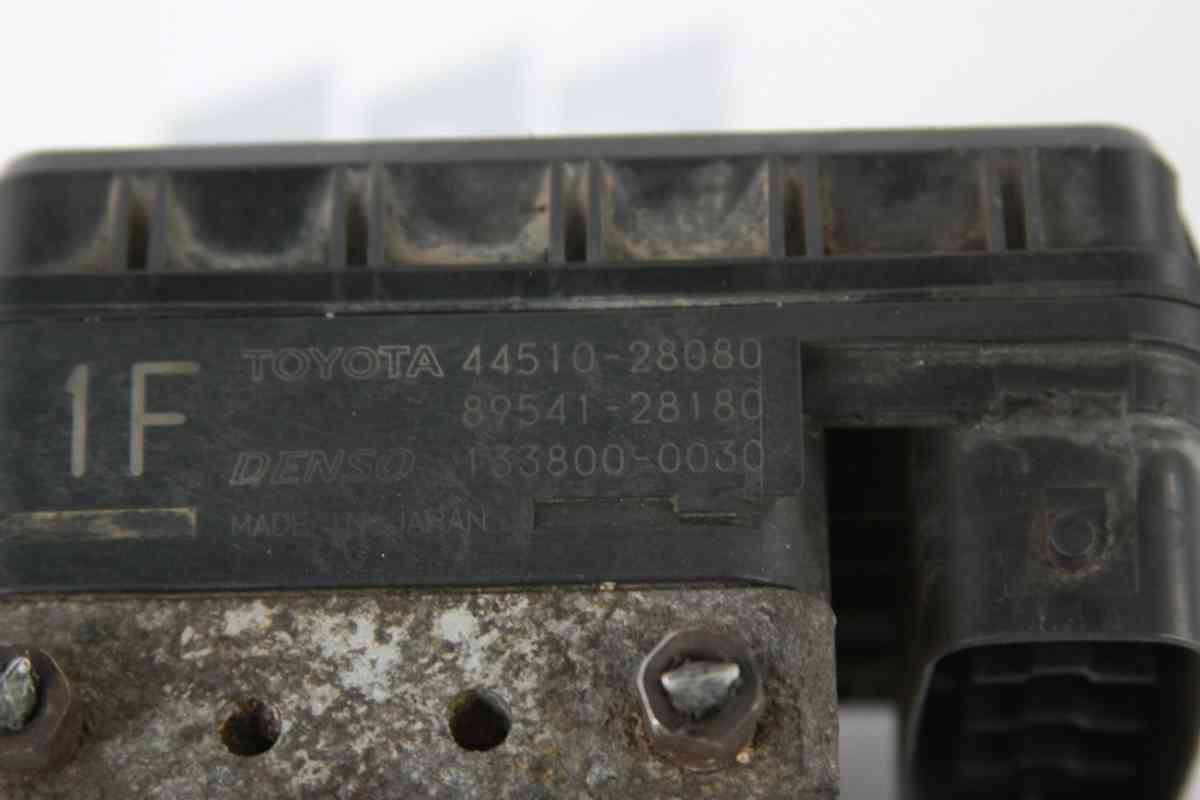 1F
TOYOTA 44510-28080
89541-28180
DENSO 133800-0030
MADE IN JAPAN